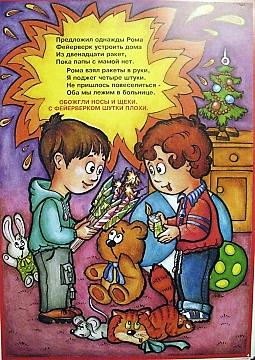 Предложил однажды Рома
Фейерверк устроить дома
Из двенадцати ракет,
Пока папы с мамой нет.
Рома взял ракеты в руки,
Я поджег четыре штуки.
Не пришлось повеселиться -
Оба мы лежим в больнице.
ОБОЖГЛИ НОСЫ И ЩЕКИ.
С ФЕЙЕРВЕРКОМ ШУТКИ ПЛОХИ.